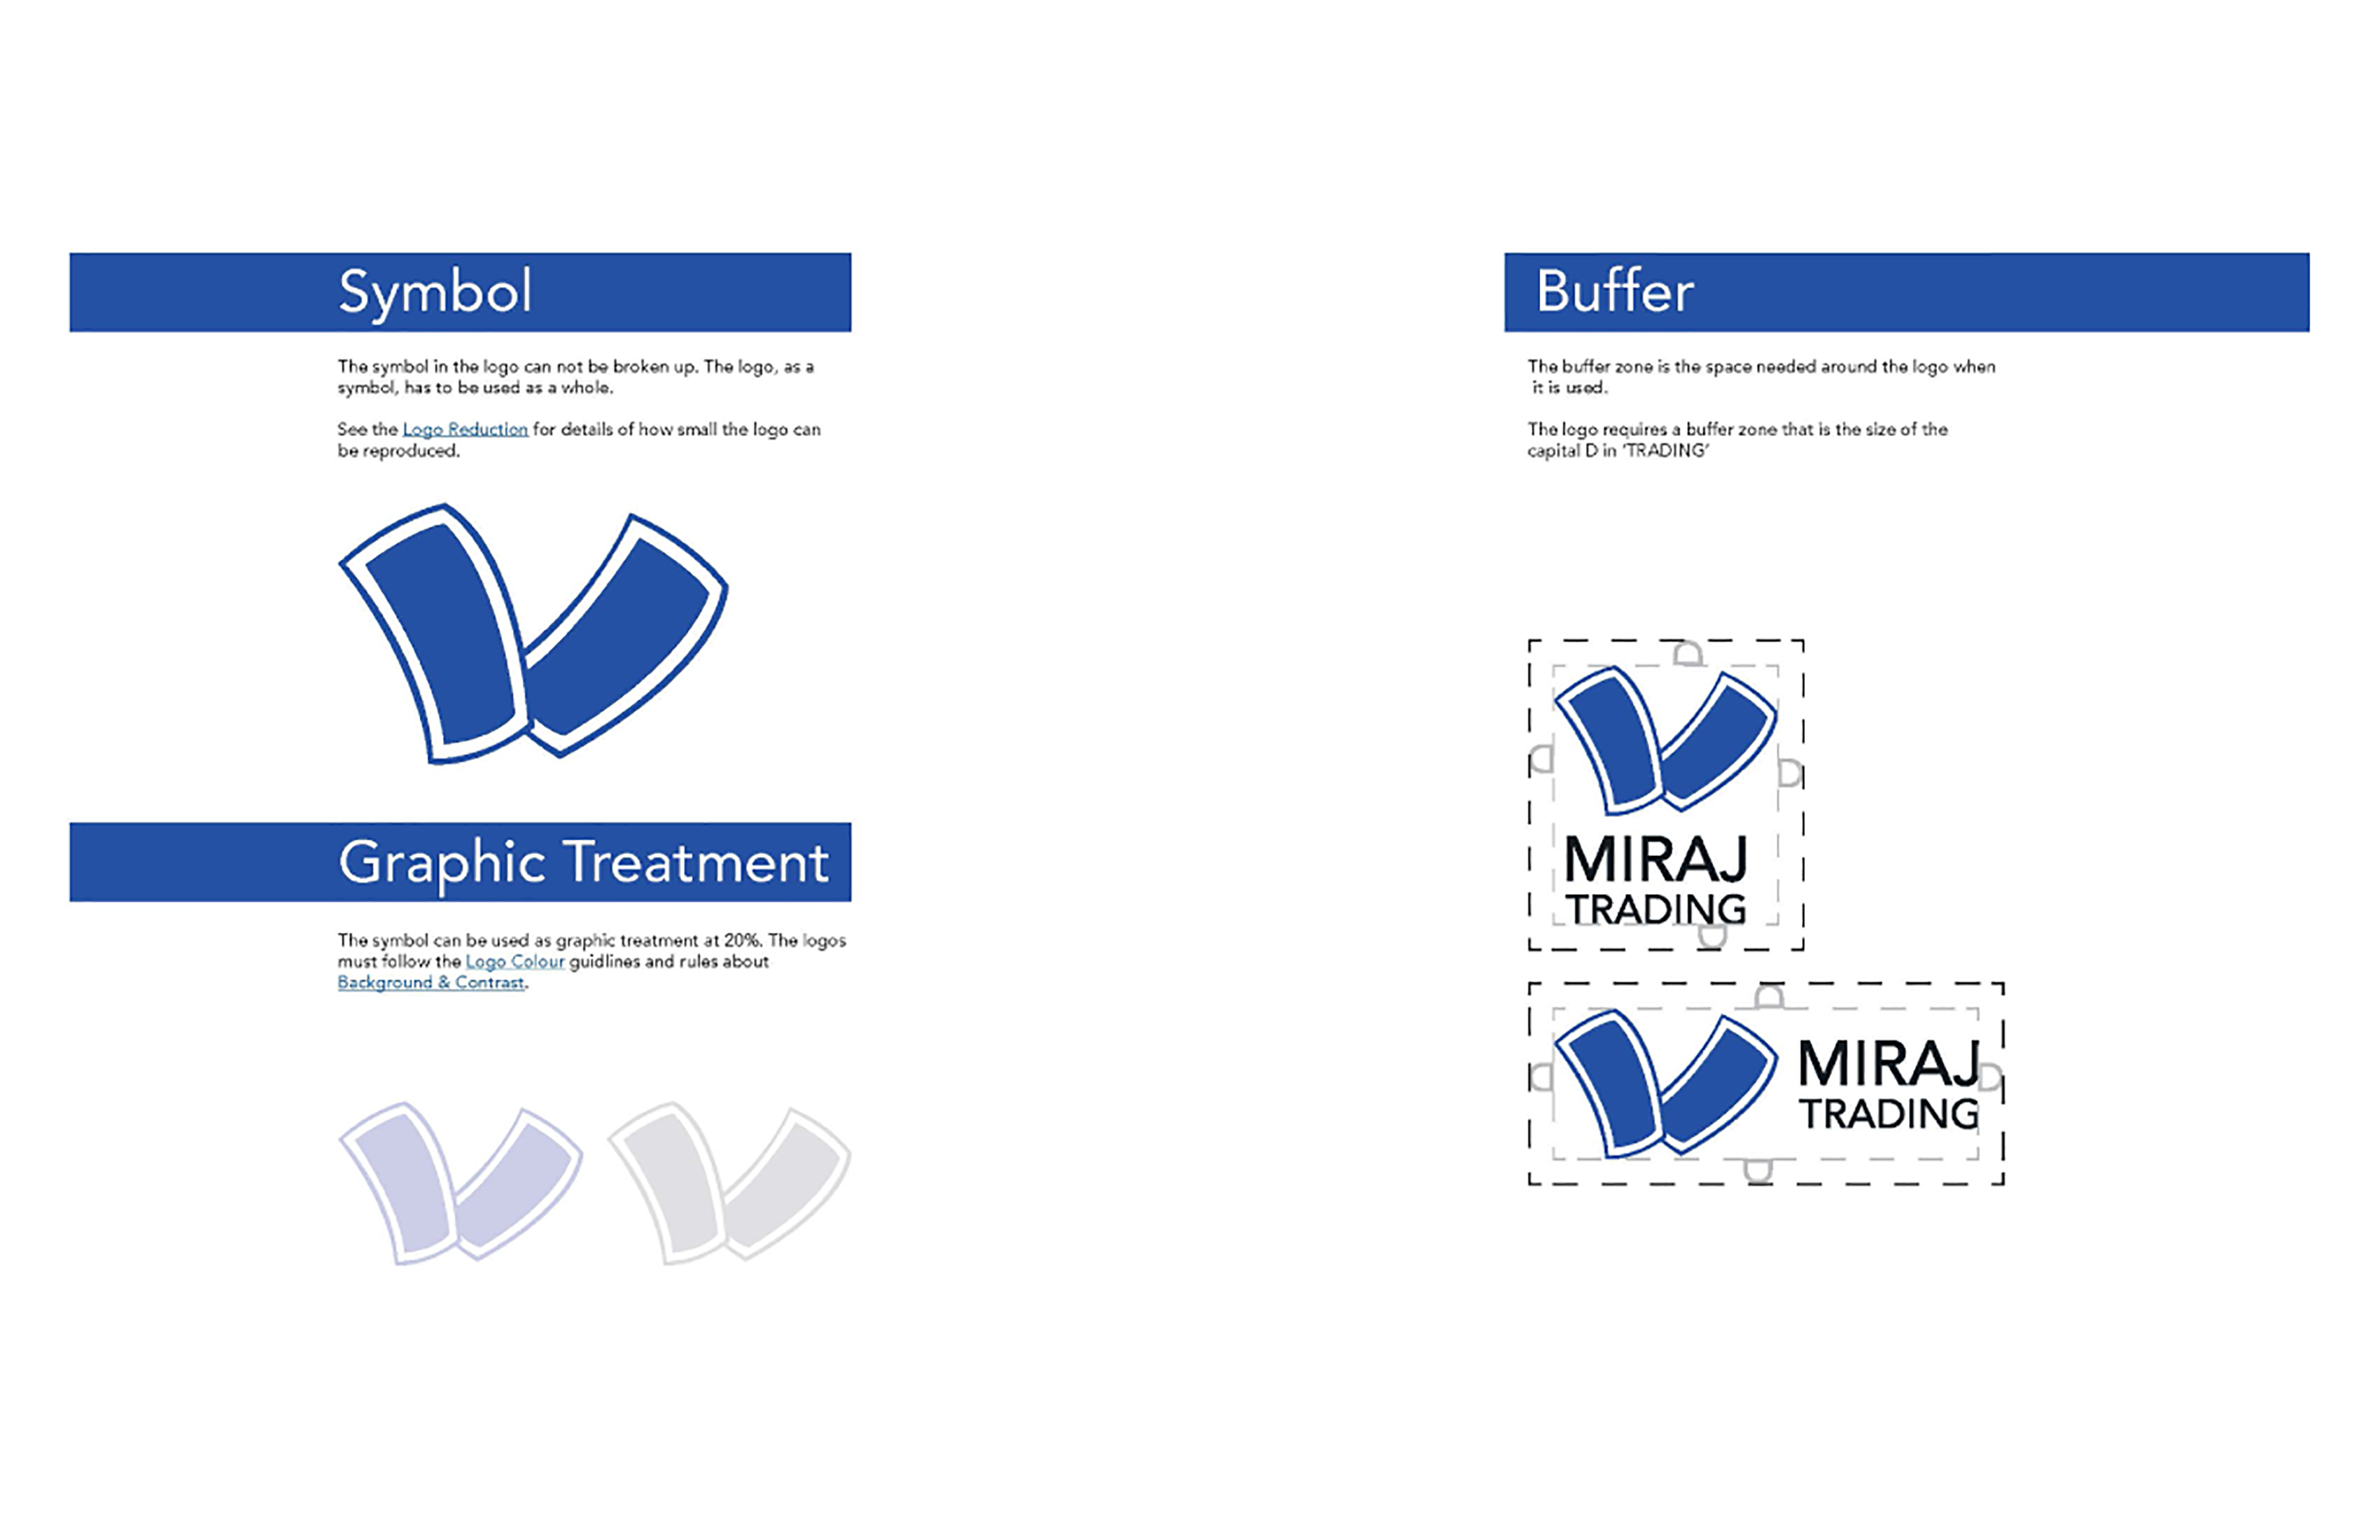 Symbol
The symbol in the logo can not be broken up. The logo, as a
symbol, has to be used as a whole.
See the Logo Reduction for details of how small the logo can
be reproduced.
Graphic Treatment
The symbol can be used as graphic treatment at 20%. The logos
must follow the Logo Colour guidlines and rules about
Background & Contrast.
Buffer
The buffer zone is the space needed around the logo when
it is used.
The logo requires a buffer zone that is the size of the
capital D in ‘TRADING’
D
D
D
MIRAJ
TRADING
D
D
D
MIRAJ
D
TRADING
D